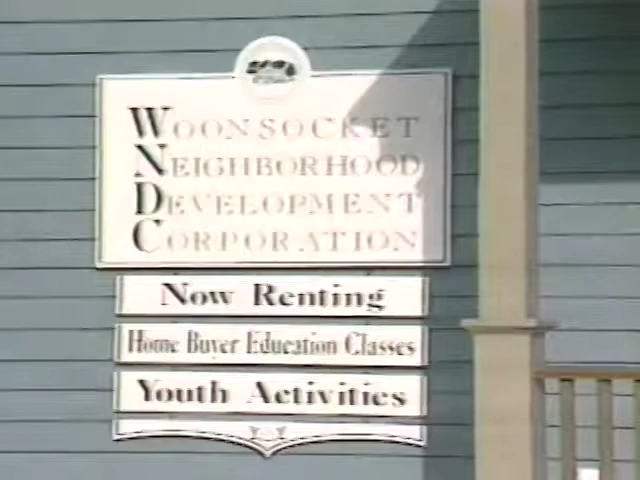 WOONSOCKET
NEIGHBORHOOD
DEVELOPMENT
CORPORATION
Now Renting
Home Buyer Education Classes
Youth Activities